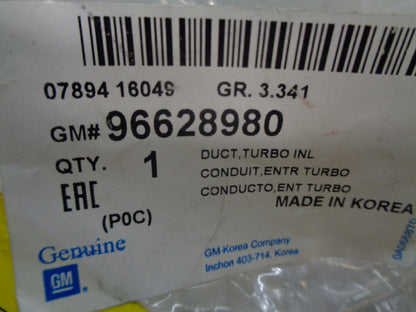 07894 16049 GR. 3.341
GM# 96628980
QTY. 1 DUCT,TURBO INL
CONDUIT,ENTR TURBO
CONDUCTO,ENT TURBO
EAC
(P0C)
MADE IN KOREA
Genuine
GM
GM-Korea Company
Inchon 403-714, Korea